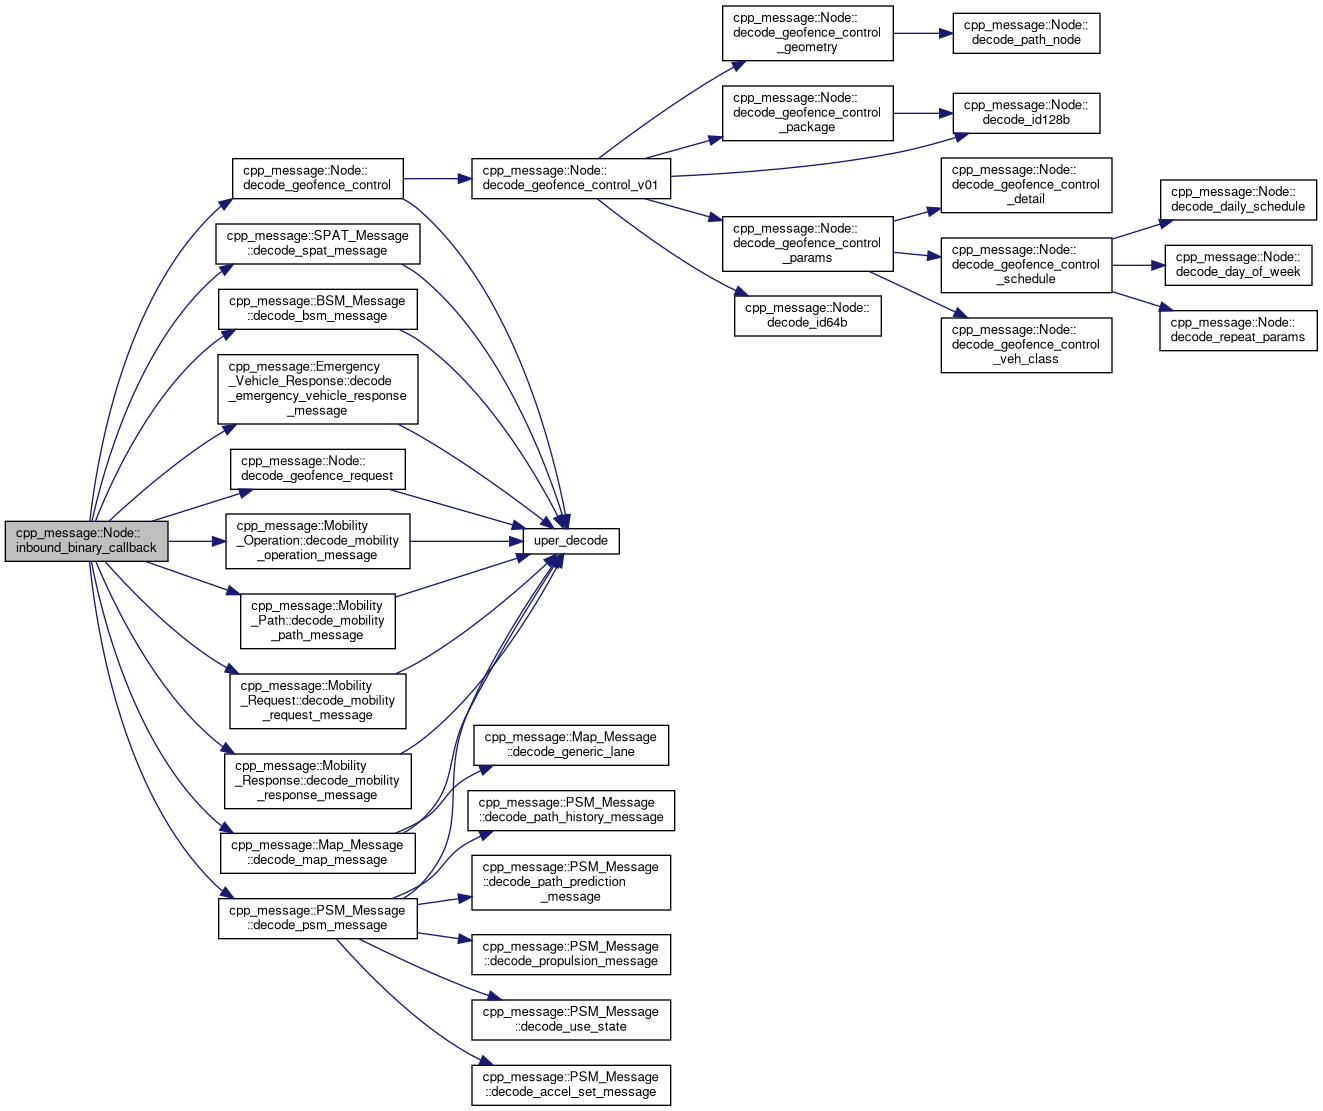 cpp_message::Node::
inbound_binary_callback
cpp_message::Node::
decode_geofence_control
cpp_message::SPAT_Message
::decode_spat_message
cpp_message::BSM_Message
::decode_bsm_message
cpp_message::Emergency
_Vehicle_Response::decode
_emergency_vehicle_response
_message
cpp_message::Node::
decode_geofence_request
cpp_message::Mobility
_Operation::decode_mobility
_operation_message
cpp_message::Mobility
_Path::decode_mobility
_path_message
cpp_message::Mobility
_Request::decode_mobility
_request_message
cpp_message::Mobility
_Response::decode_mobility
_response_message
cpp_message::Map_Message
::decode_map_message
cpp_message::PSM_Message
::decode_psm_message
cpp_message::Node::
decode_geofence_control_v01
uper_decode
cpp_message::Map_Message
::decode_generic_lane
cpp_message::PSM_Message
::decode_path_history_message
cpp_message::PSM_Message
::decode_path_prediction
_message
cpp_message::PSM_Message
::decode_propulsion_message
cpp_message::PSM_Message
::decode_use_state
cpp_message::PSM_Message
::decode_accel_set_message
cpp_message::Node::
decode_geofence_control
_geometry
cpp_message::Node::
decode_geofence_control
_package
cpp_message::Node::
decode_geofence_control
_params
cpp_message::Node::
decode_id64b
cpp_message::Node::
decode_path_node
cpp_message::Node::
decode_id128b
cpp_message::Node::
decode_geofence_control
_detail
cpp_message::Node::
decode_geofence_control
_schedule
cpp_message::Node::
decode_geofence_control
_veh_class
cpp_message::Node::
decode_daily_schedule
cpp_message::Node::
decode_day_of_week
cpp_message::Node::
decode_repeat_params